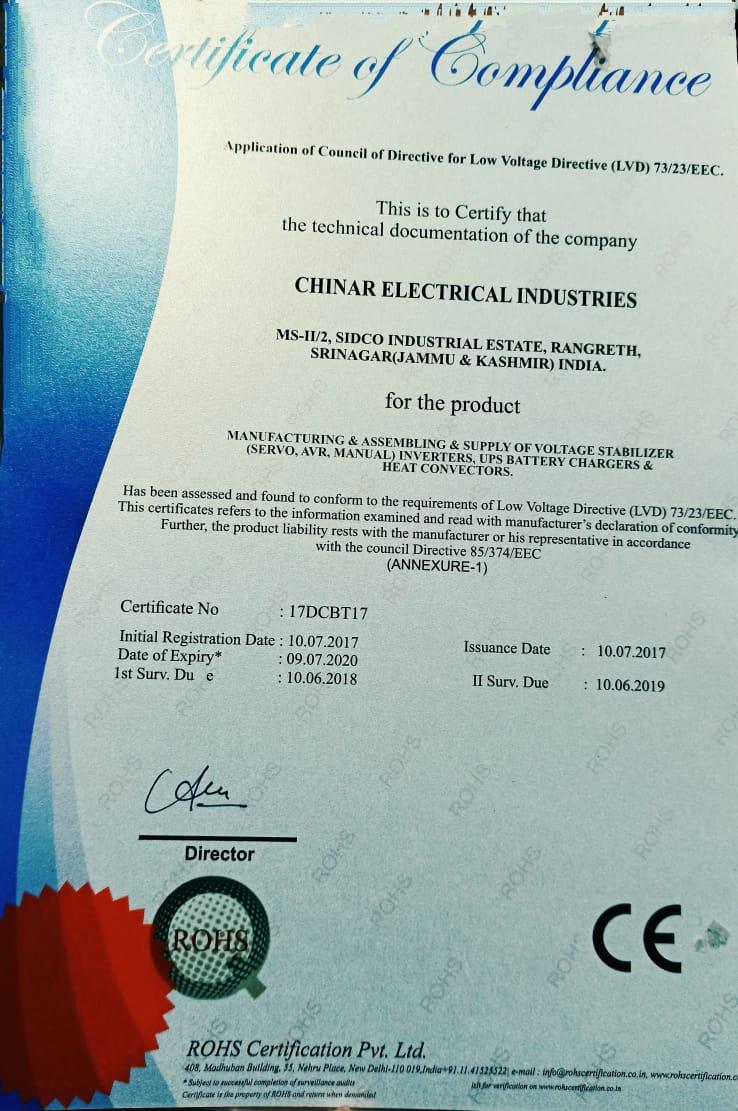 Certificate of Compliance
Application of Council of Directive for Low Voltage Directive (LVD) 73/23/EEC.
This is to Certify that
the technical documentation of the company
CHINAR ELECTRICAL INDUSTRIES
MS-II/2, SIDCO INDUSTRIAL ESTATE, RANGRETH,
SRINAGAR(JAMMU & KASHMIR) INDIA.
for the product
MANUFACTURING & ASSEMBLING & SUPPLY OF VOLTAGE STABILIZER
(SERVO, AVR, MANUAL) INVERTERS, UPS BATTERY CHARGERS &
HEAT CONVECTORS.
Has been assessed and found to conform to the requirements of Low Voltage Directive (LVD) 73/23/EEC.
This certificates refers to the information examined and read with manufacturer's declaration of conformity
Further, the product liability rests with the manufacturer or his representative in accordance
with the council Directive 85/374/EEC
(ANNEXURE-1)
Certificate No : 17DCBT17
Initial Registration Date : 10.07.2017 Issuance Date : 10.07.2017
Date of Expiry* : 09.07.2020
1st Surv. Du e : 10.06.2018 II Surv. Due : 10.06.2019
Director
ROHS
CE
ROHS Certification Pvt. Ltd.
408, Madhuban Building, 55, Nehru Place, New Delhi-110 019,India+91.11.41525522| e-mail : info@rohscertification.co.in, www.rohscertification.c
* Subject to successful completion of surveillance audits for verification on www.rohscertification.co.in
Certificate is the property of ROHS and return when demanded